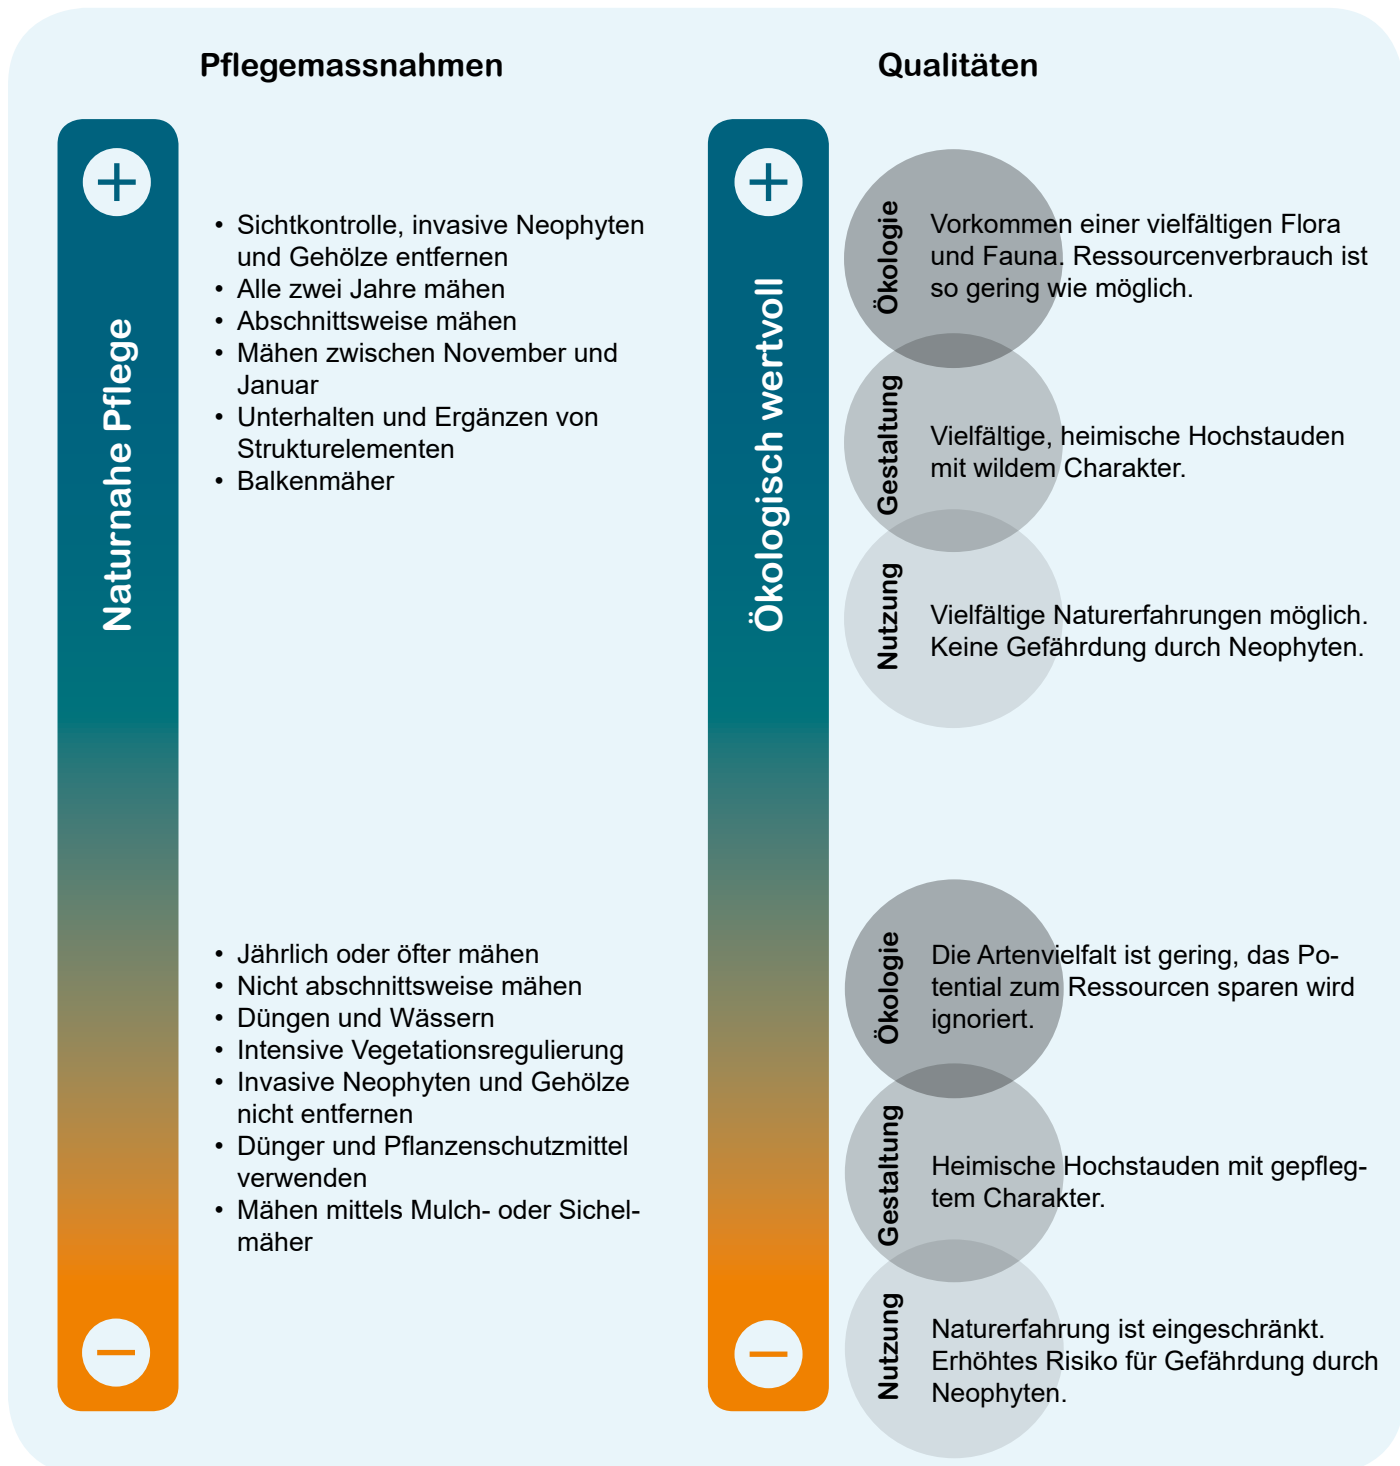 Pflegemassnahmen
Naturnahe Pflege
• Sichtkontrolle, invasive Neophyten
und Gehölze entfernen
• Alle zwei Jahre mähen
• Abschnittsweise mähen
• Mähen zwischen November und
Januar
• Unterhalten und Ergänzen von
Strukturelementen
• Balkenmäher
• Jährlich oder öfter mähen
• Nicht abschnittsweise mähen
• Düngen und Wässern
• Intensive Vegetationsregulierung
• Invasive Neophyten und Gehölze
nicht entfernen
• Dünger und Pflanzenschutzmittel
verwenden
• Mähen mittels Mulch- oder Sichel-
mäher
Qualitäten
Ökologisch wertvoll
Ökologie
Vorkommen einer vielfältigen Flora
und Fauna. Ressourcenverbrauch ist
so gering wie möglich.
Gestaltung
Vielfältige, heimische Hochstauden
mit wildem Charakter.
Nutzung
Vielfältige Naturerfahrungen möglich.
Keine Gefährdung durch Neophyten.
Ökologie
Die Artenvielfalt ist gering, das Po-
tential zum Ressourcen sparen wird
ignoriert.
Gestaltung
Heimische Hochstauden mit gepfleg-
tem Charakter.
Nutzung
Naturerfahrung ist eingeschränkt.
Erhöhtes Risiko für Gefährdung durch
Neophyten.